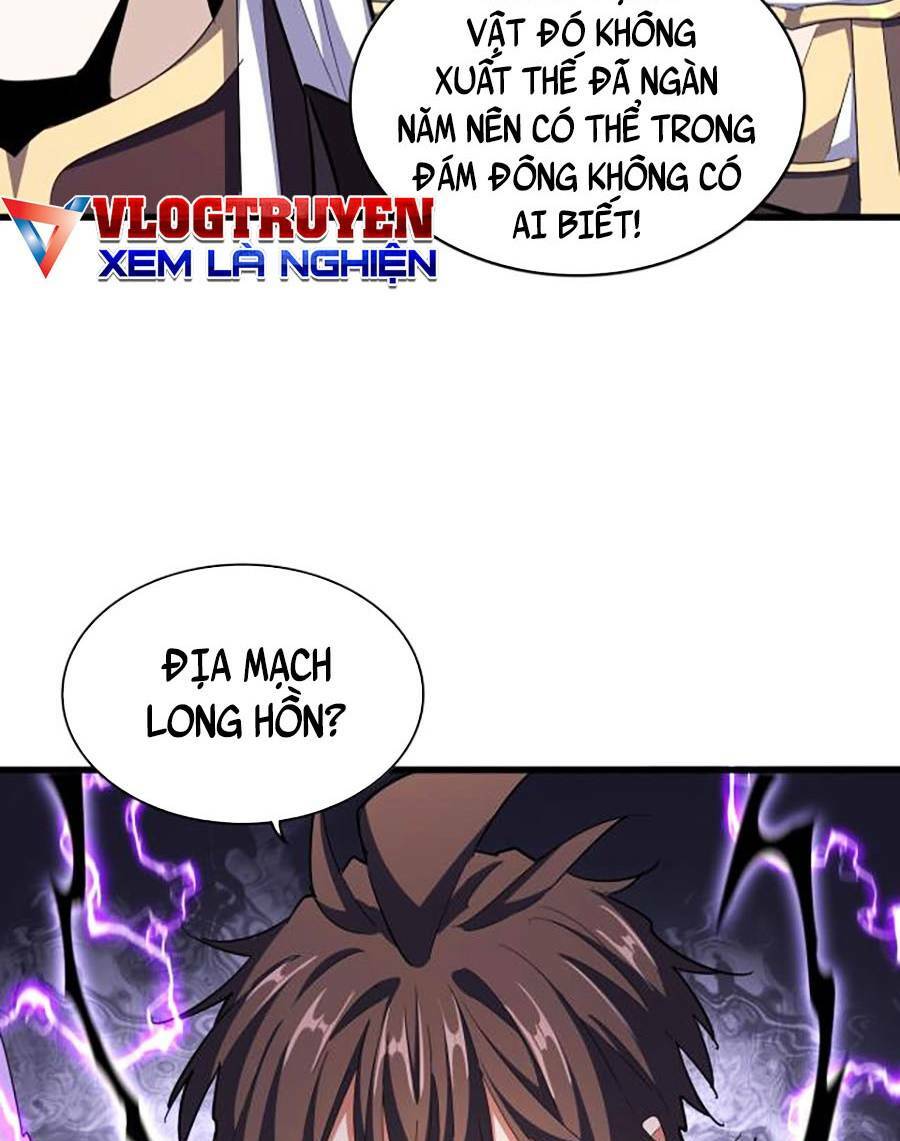 VẬT ĐÓ KHÔNG
XUẤT THẾ ĐÃ NGÀN
NĂM NÊN CÓ THỂ TRONG
ĐÁM ĐÔNG KHÔNG CÓ
AI BIẾT!
VLOGTRUYEN
XEM LÀ NGHIỆN
ĐỊA MẠCH
LONG HỒN?